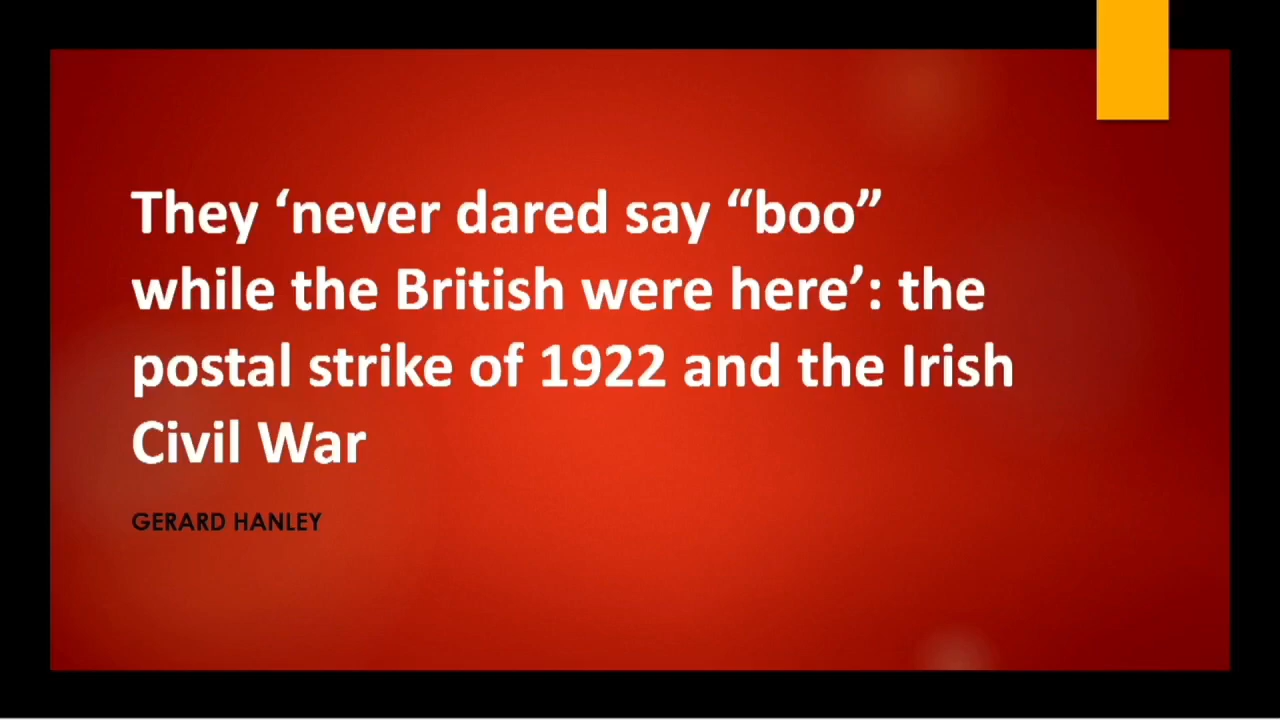 They ‘never dared say “boo”
while the British were here’: the
postal strike of 1922 and the Irish
Civil War
GERARD HANLEY